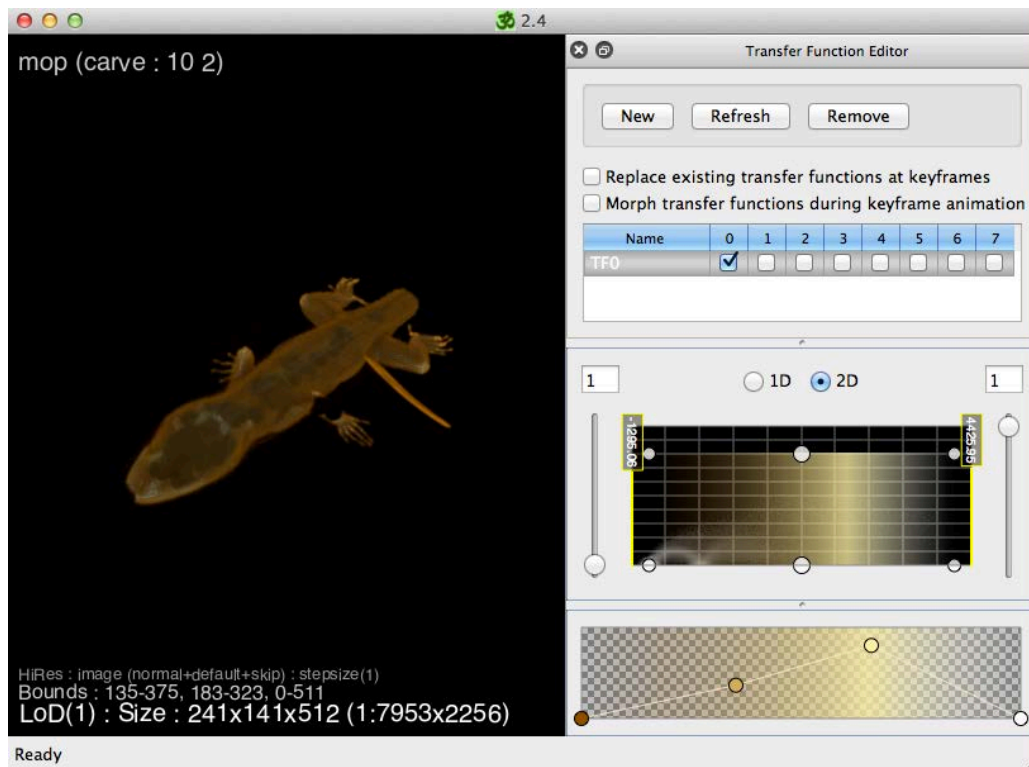 2.4
mop (carve : 10 2)
HiRes : image (normal+default+skip) : stepsize(1)
Bounds : 135-375, 183-323, 0-511
LoD(1) : Size : 241x141x512 (1:7953x2256)
Ready
Transfer Function Editor
New Refresh Remove
Replace existing transfer functions at keyframes
Morph transfer functions during keyframe animation
Name 0 1 2 3 4 5 6 7
TF0
1 1D 2D 1
-1295.06 4425.95